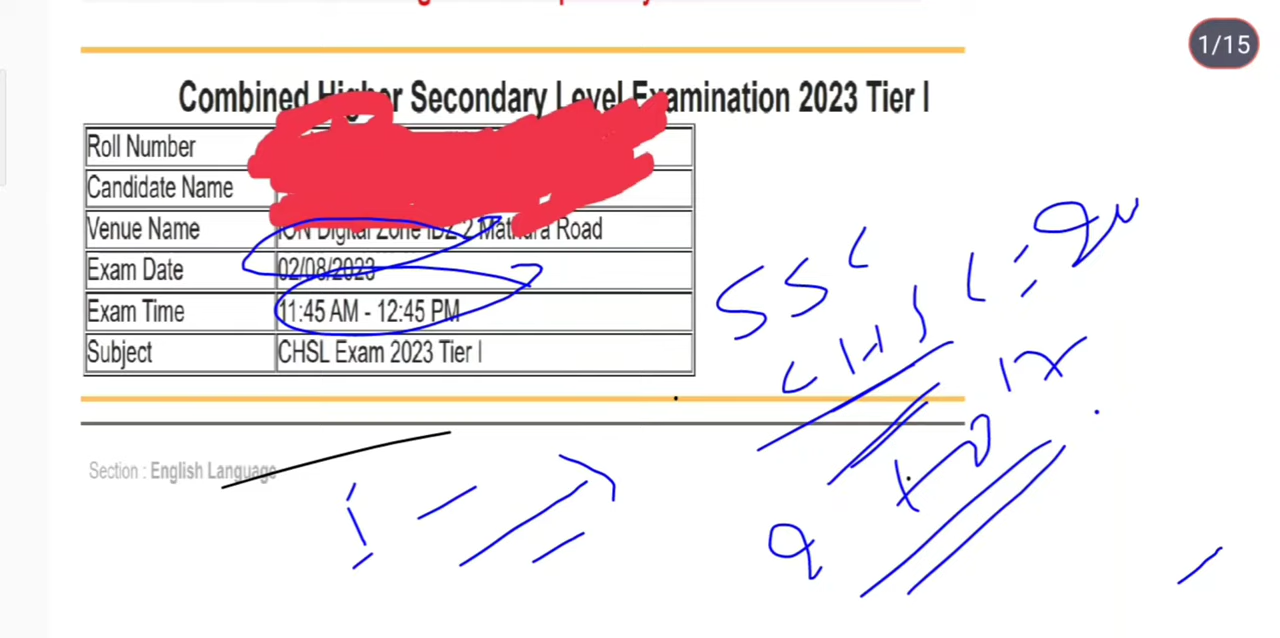 1/15
Combined Higher Secondary Level Examination 2023 Tier I
Roll Number
Candidate Name
Venue Name iON Digital Zone iDZ 2 Mathura Road
Exam Date 02/08/2023
Exam Time 11:45 AM - 12:45 PM
Subject CHSL Exam 2023 Tier I
SSC
CHSL
Section : English Language